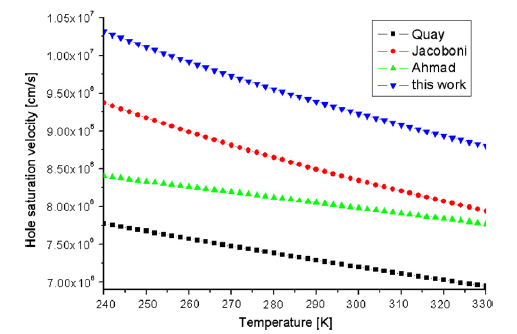 1.05x10⁷
1.00x10⁷
9.50x10⁶
9.00x10⁶
8.50x10⁶
8.00x10⁶
7.50x10⁶
7.00x10⁶
Hole saturation velocity [cm/s]
Quay
Jacoboni
Ahmad
this work
240 250 260 270 280 290 300 310 320 330
Temperature [K]